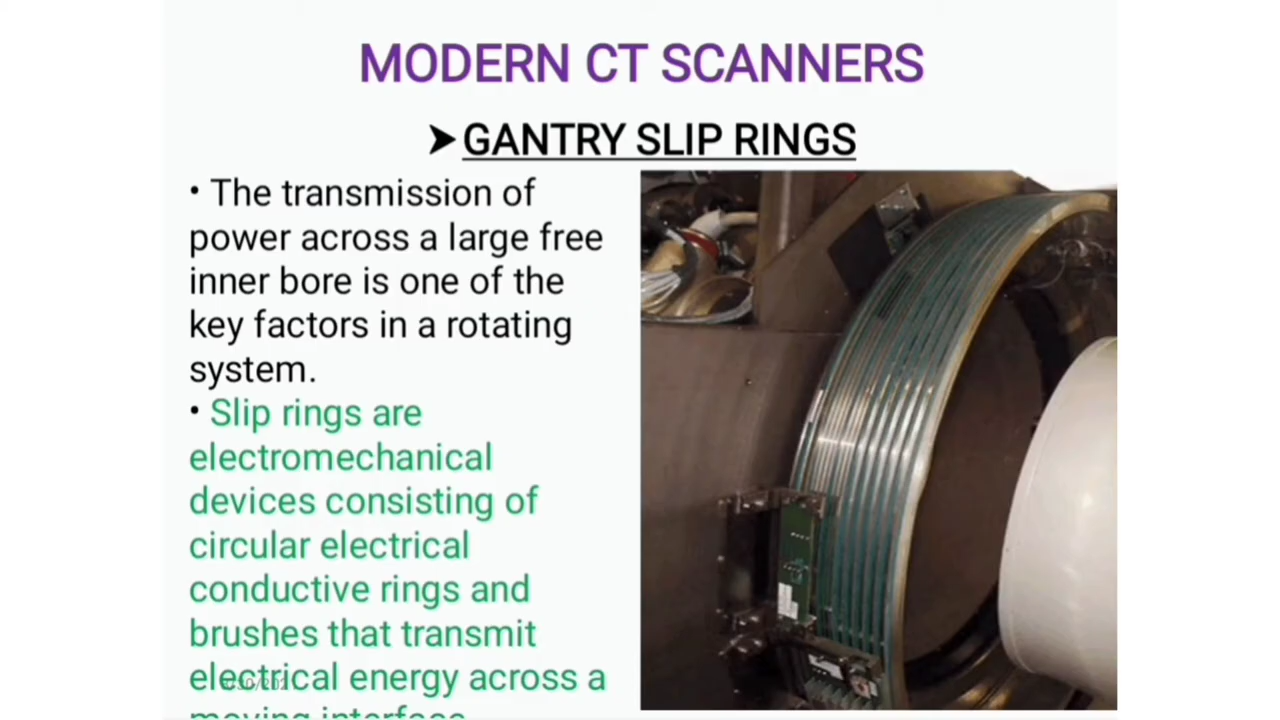 MODERN CT SCANNERS
➤GANTRY SLIP RINGS
• The transmission of
power across a large free
inner bore is one of the
key factors in a rotating
system.
• Slip rings are
electromechanical
devices consisting of
circular electrical
conductive rings and
brushes that transmit
electrical energy across a
moving interface